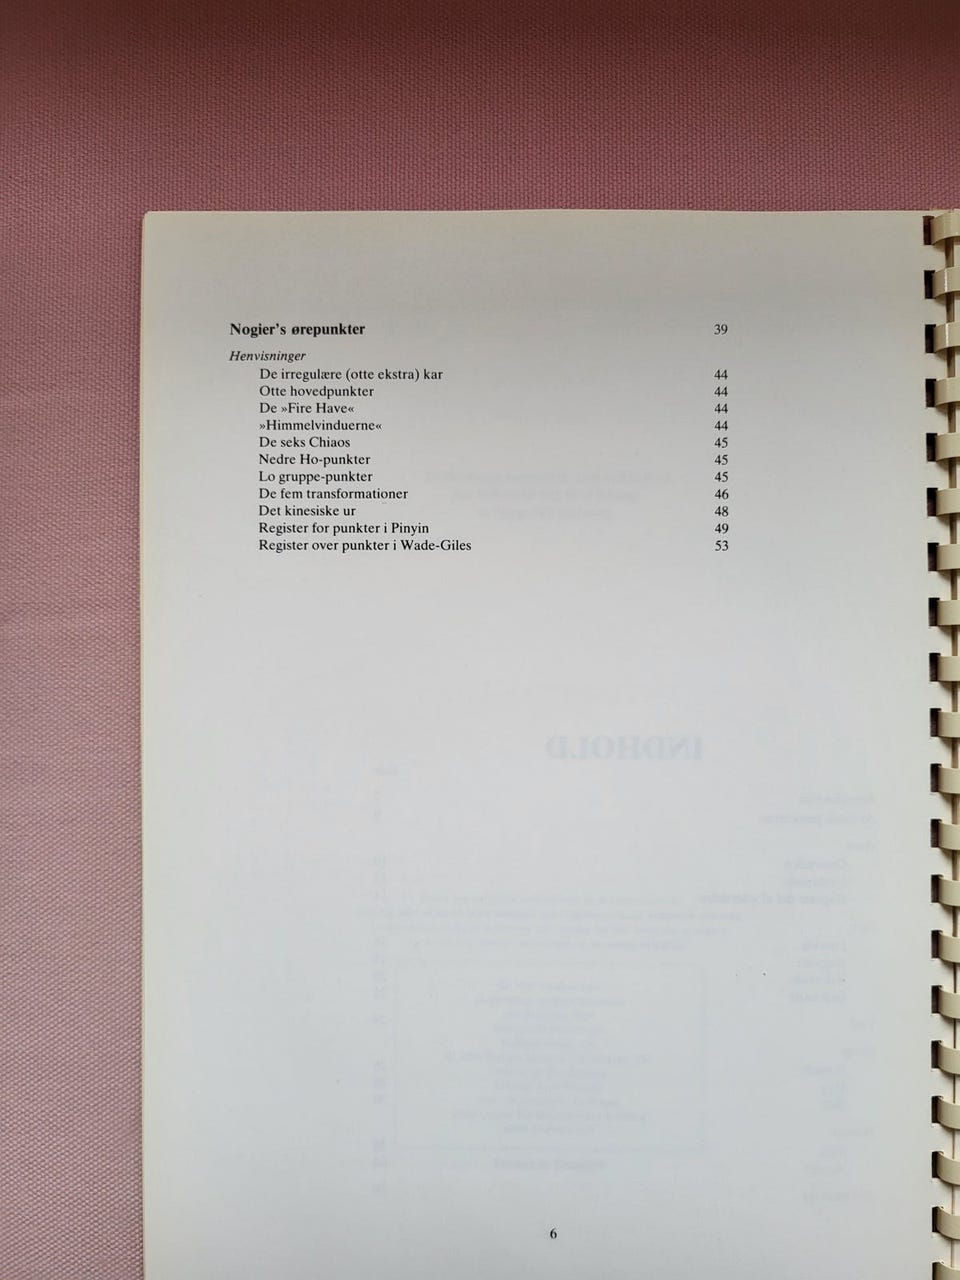 Nogier's ørepunkter 39
Henvisninger
De irregulære (otte ekstra) kar 44
Otte hovedpunkter 44
De »Fire Have« 44
»Himmelvinduerne« 44
De seks Chiaos 45
Nedre Ho-punkter 45
Lo gruppe-punkter 45
De fem transformationer 46
Det kinesiske ur 48
Register for punkter i Pinyin 49
Register over punkter i Wade-Giles 53
INDHOLD
6